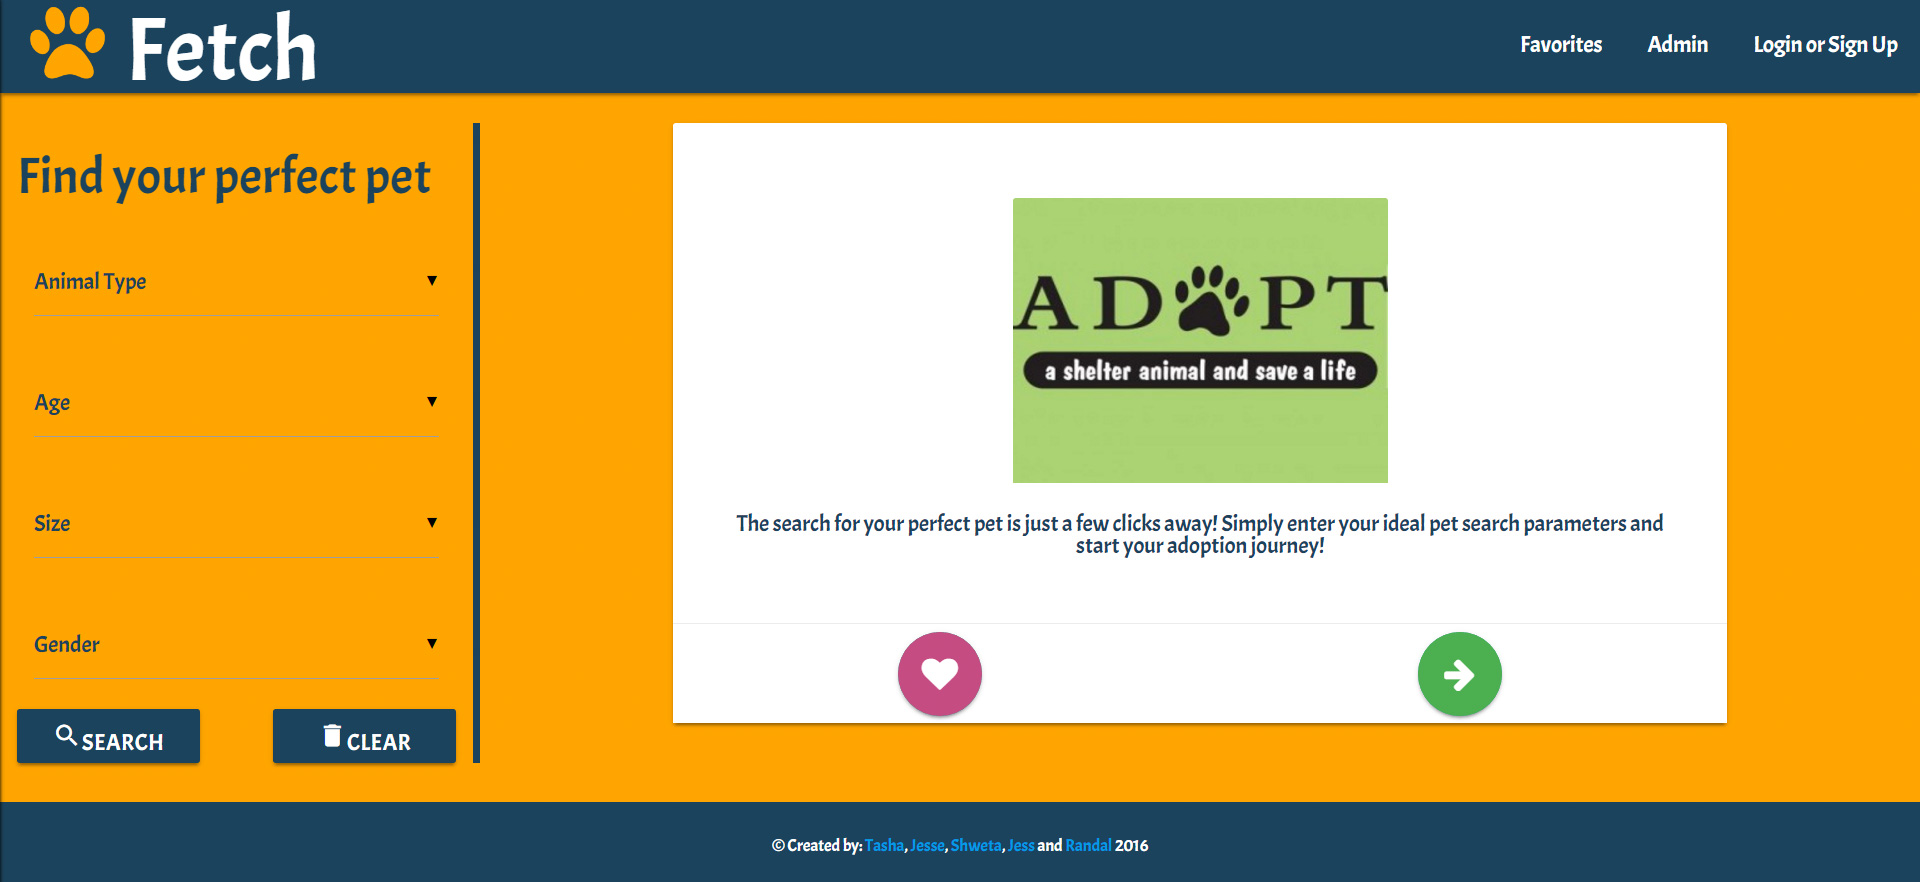 Fetch
Favorites
Admin
Login or Sign Up
Find your perfect pet
Animal Type
Age
Size
Gender
SEARCH
CLEAR
ADOPT
a shelter animal and save a life
The search for your perfect pet is just a few clicks away! Simply enter your ideal pet search parameters and
start your adoption journey!
© Created by: Tasha, Jesse, Shweta, Jess and Randal 2016